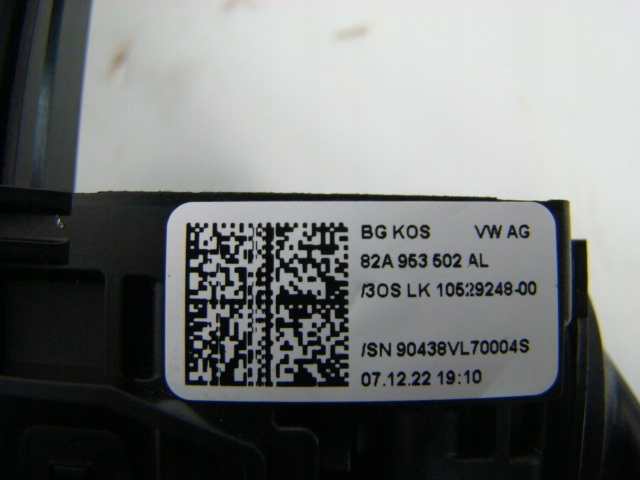 BG KOS VW AG
82A 953 502 AL
/3OS LK 10529248-00
/SN 90438VL70004S
07.12.22 19:10